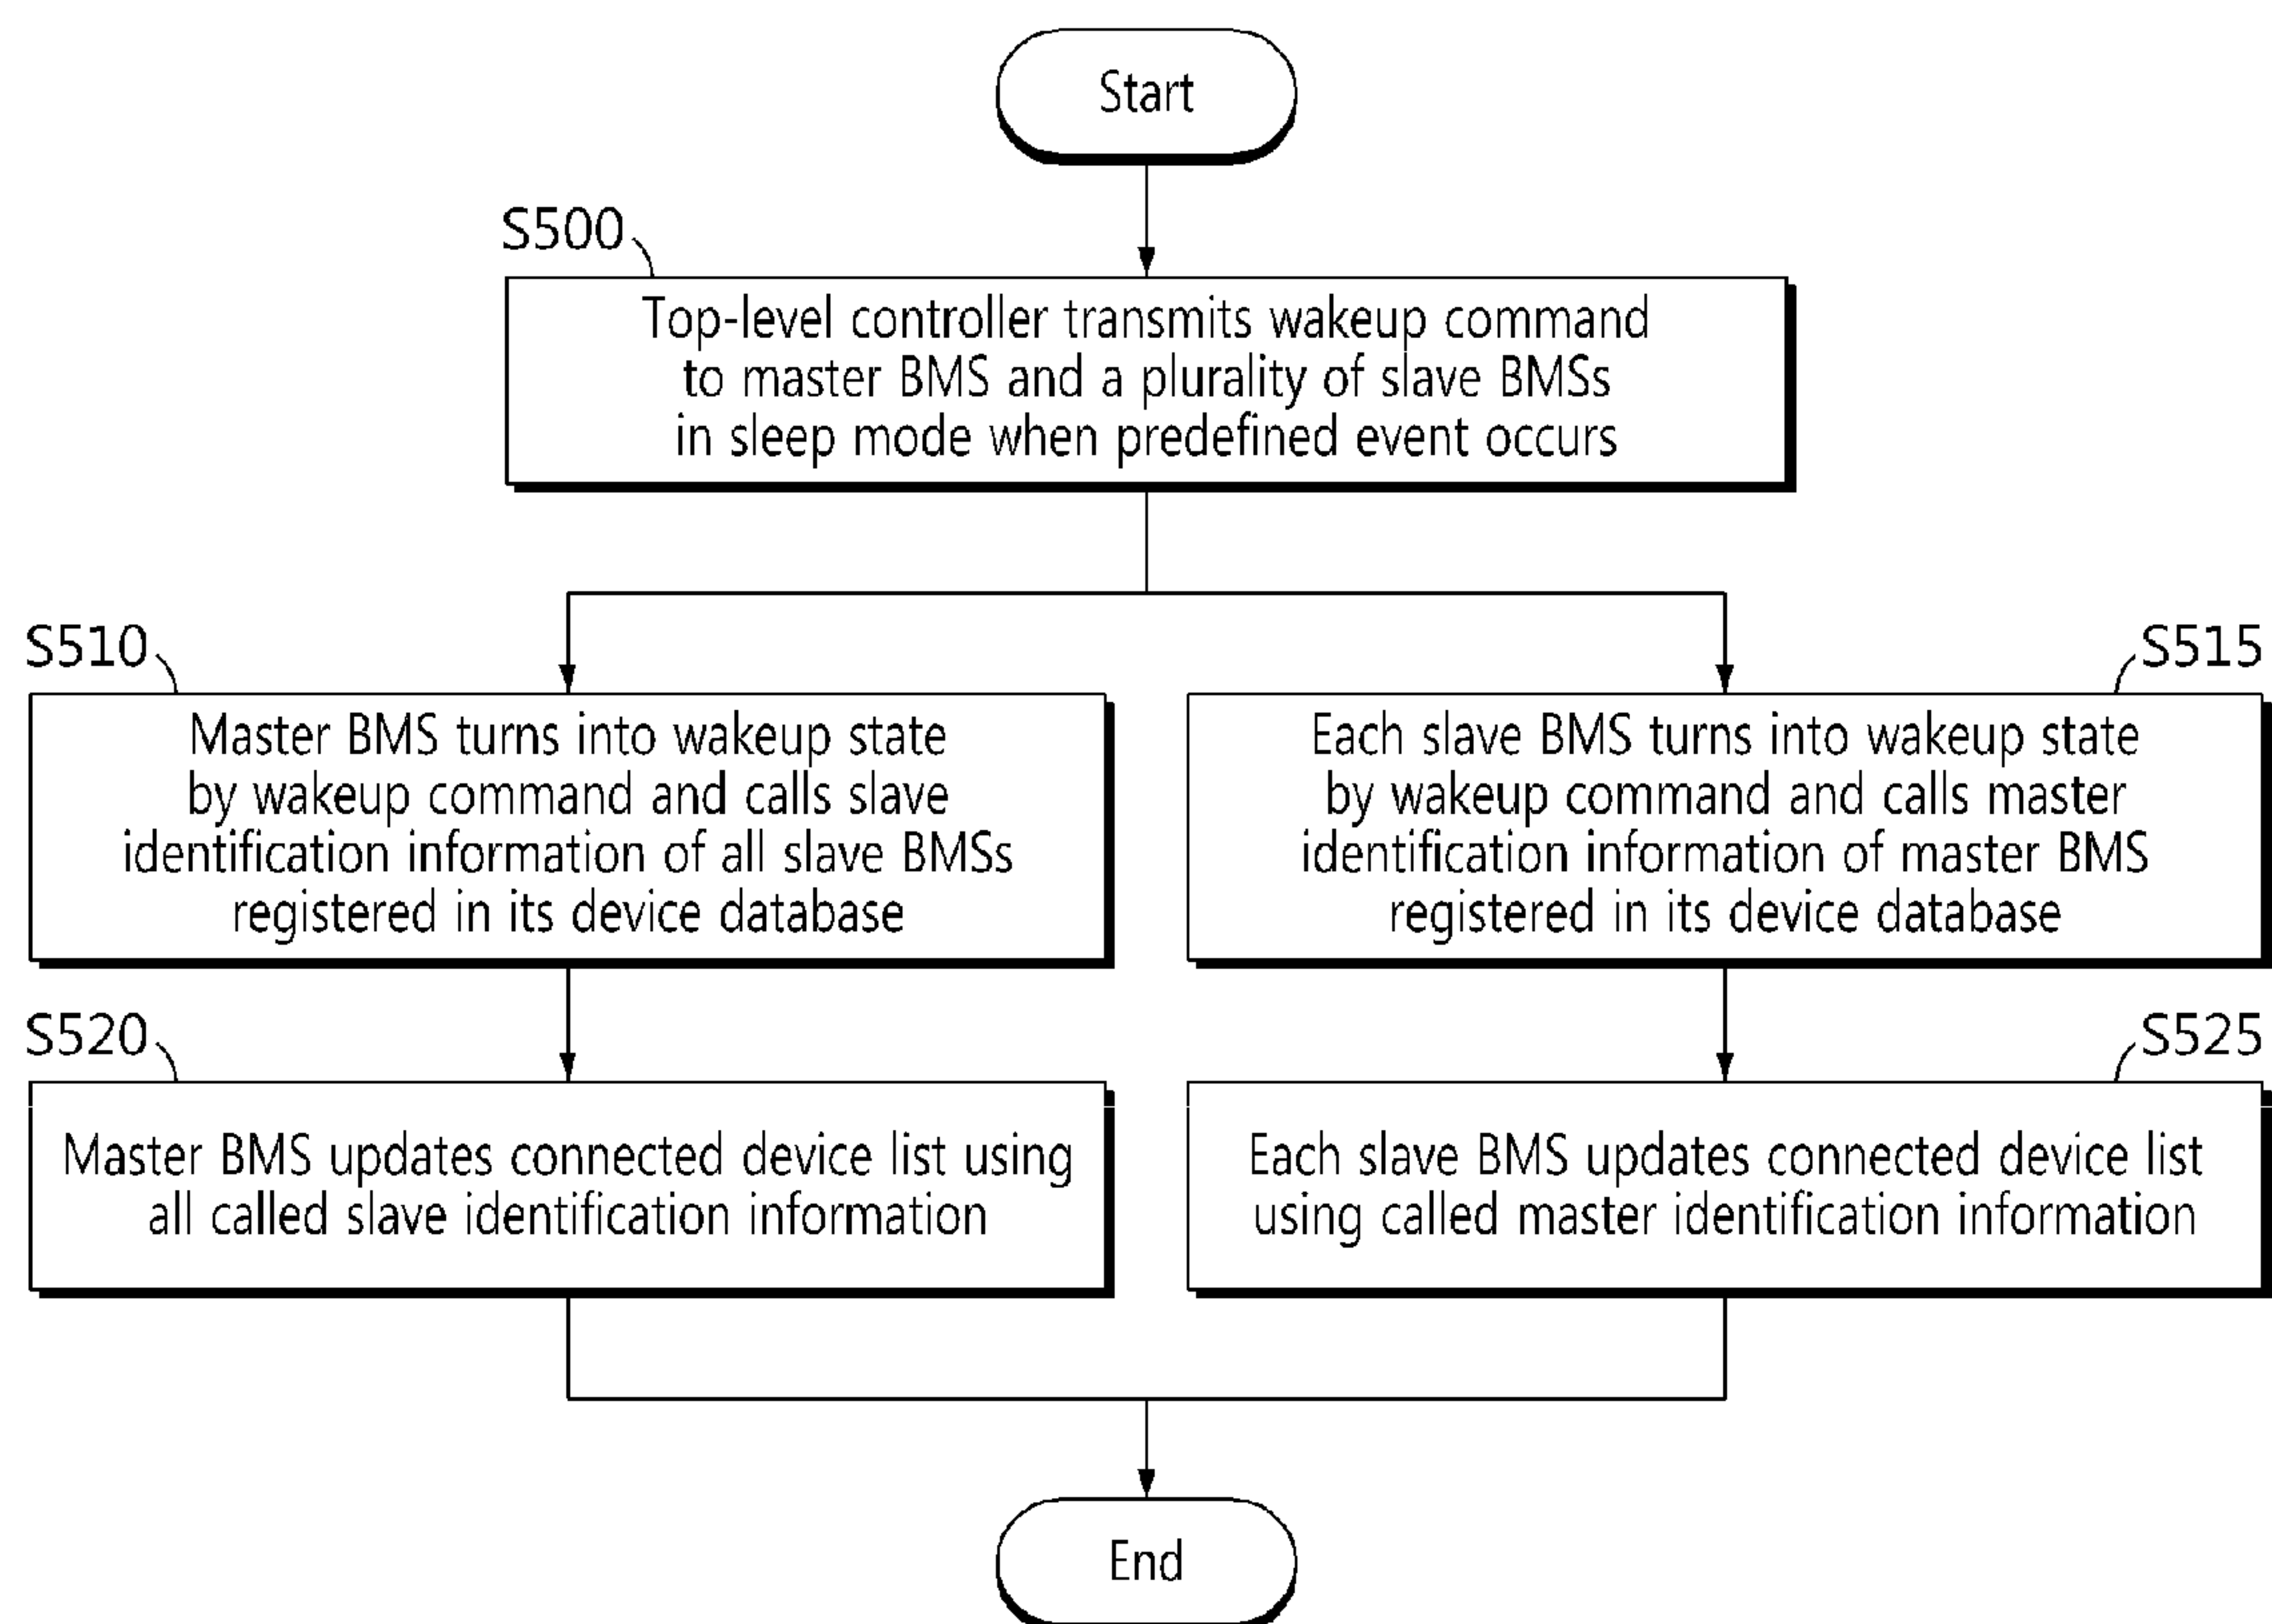 Start
S500
Top-level controller transmits wakeup command
to master BMS and a plurality of slave BMSs
in sleep mode when predefined event occurs
S510
Master BMS turns into wakeup state
by wakeup command and calls slave
identification information of all slave BMSs
registered in its device database
S515
Each slave BMS turns into wakeup state
by wakeup command and calls master
identification information of master BMS
registered in its device database
S520
Master BMS updates connected device list using
all called slave identification information
S525
Each slave BMS updates connected device list
using called master identification information
End